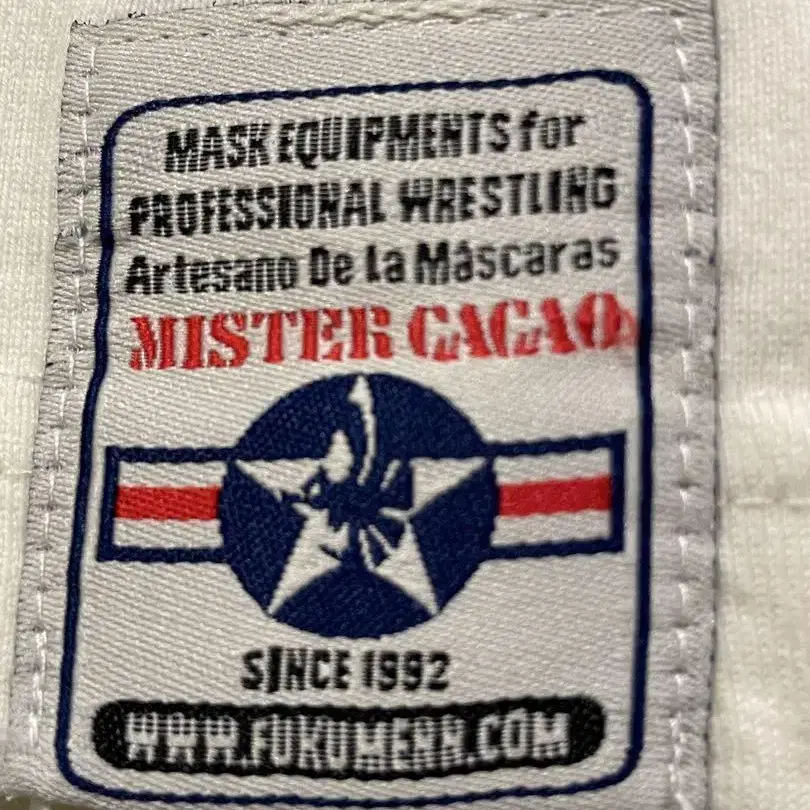 MASK EQUIPMENTS for
PROFESSIONAL WRESTLING
Artesano De La Máscaras
MISTER CACAO
SINCE 1992
WWW.FUKUMENN.COM